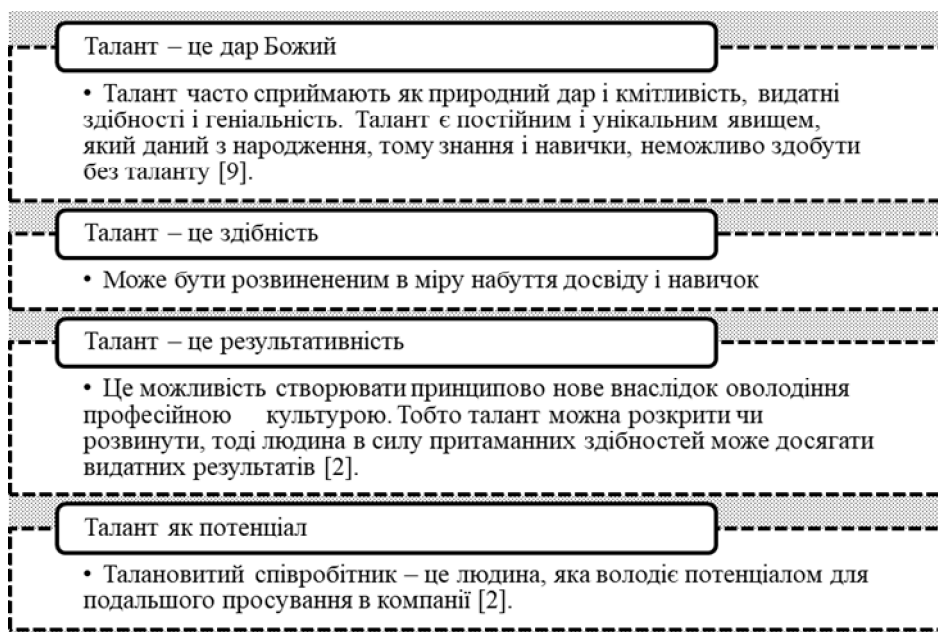 Талант – це дар Божий
• Талант часто сприймають як природний дар і кмітливість, видатні
здібності і геніальність. Талант є постійним і унікальним явищем,
який даний з народження, тому знання і навички, неможливо здобути
без таланту [9].
Талант – це здібність
• Може бути розвинененим в міру набуття досвіду і навичок
Талант – це результативність
• Це можливість створювати принципово нове внаслідок оволодіння
професійною культурою. Тобто талант можна розкрити чи
розвинути, тоді людина в силу притаманних здібностей може досягати
видатних результатів [2].
Талант як потенціал
• Талановитий співробітник – це людина, яка володіє потенціалом для
подальшого просування в компанії [2].